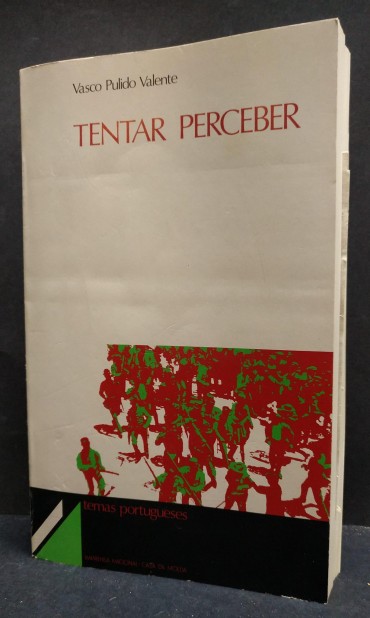 Vasco Pulido Valente
TENTAR PERCEBER
temas portugueses
IMPRENSA NACIONAL - CASA DA MOEDA